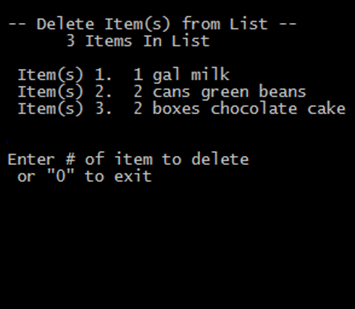 -- Delete Item(s) from List --
3 Items In List
Item(s) 1.  1 gal milk
Item(s) 2.  2 cans green beans
Item(s) 3.  2 boxes chocolate cake
Enter # of item to delete
or "0" to exit